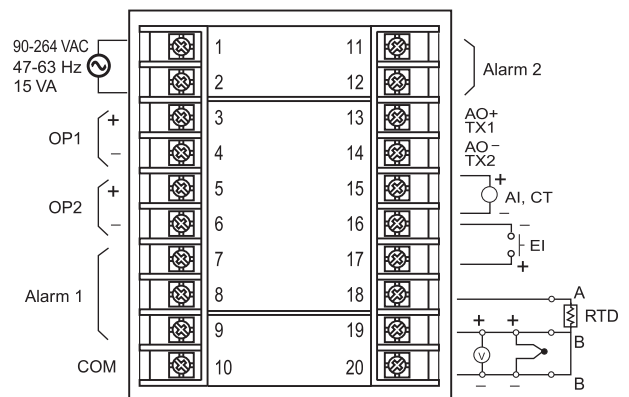 90-264 VAC
47-63 Hz
15 VA
1 11
2 12
Alarm 2
OP1
+
−
3 13
4 14
AO+
TX1
AO−
TX2
OP2
+
−
5 15
6 16
+
AI, CT
−
−
EI
+
Alarm 1
7 17
8 18
9 19
COM
10 20
A
RTD
+ +
B
V
− −
B